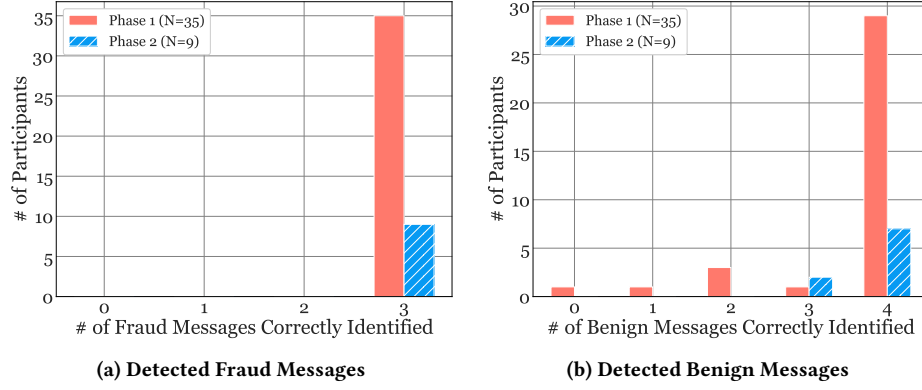 Phase 1 (N=35)
Phase 2 (N=9)
# of Participants
35
30
25
20
15
10
5
0
0 1 2 3
# of Fraud Messages Correctly Identified
(a) Detected Fraud Messages
Phase 1 (N=35)
Phase 2 (N=9)
# of Participants
30
25
20
15
10
5
0
0 1 2 3 4
# of Benign Messages Correctly Identified
(b) Detected Benign Messages